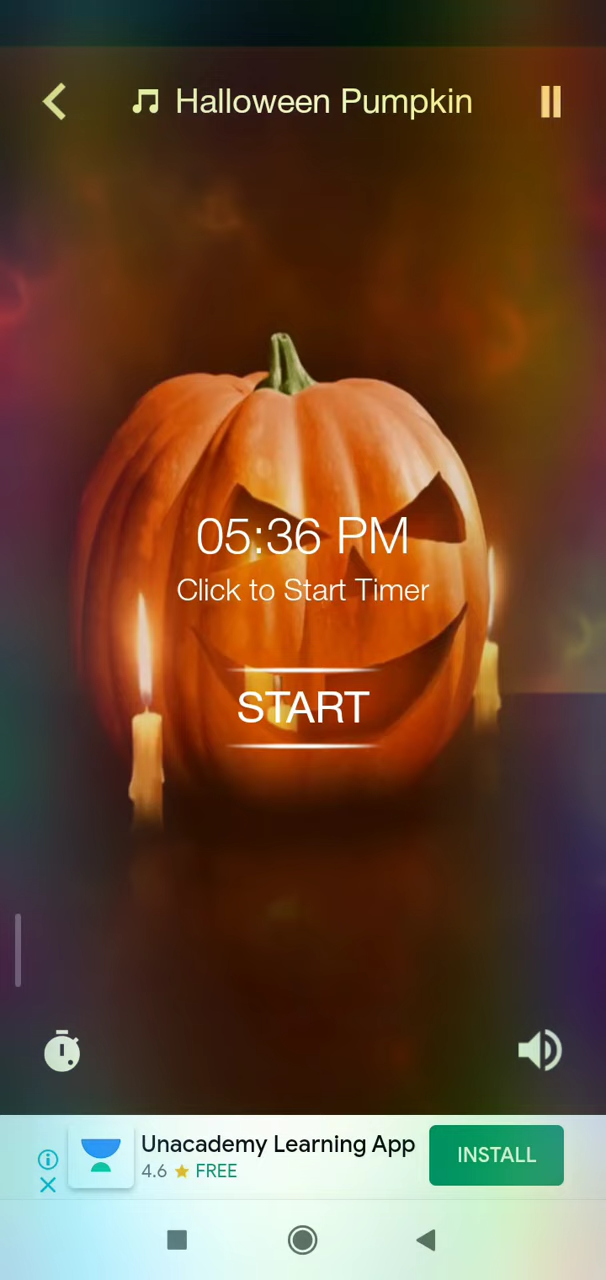 Halloween Pumpkin
05:36 PM
Click to Start Timer
START
Unacademy Learning App
4.6 ★ FREE
INSTALL